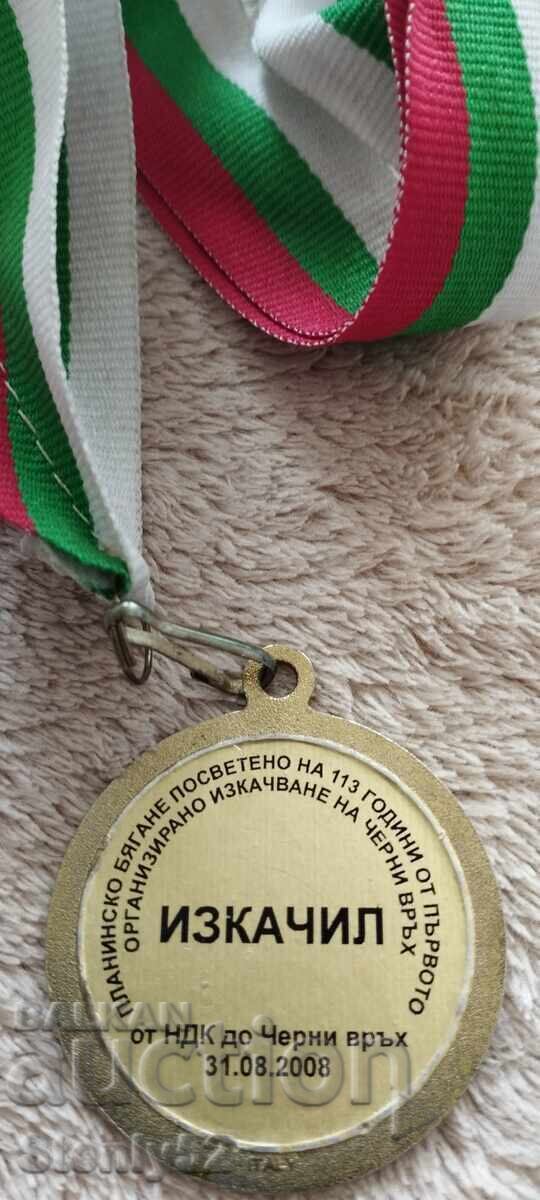 ПЛАНИНСКО БЯГАНЕ ПОСВЕТЕНО НА 113 ГОДИНИ ОТ ПЪРВОТО
ОРГАНИЗИРАНО ИЗКАЧВАНЕ НА ЧЕРНИ ВРЪХ
ИЗКАЧИЛ
от НДК до Черни връх
31.08.2008
BALKAN
auction
Stenly52